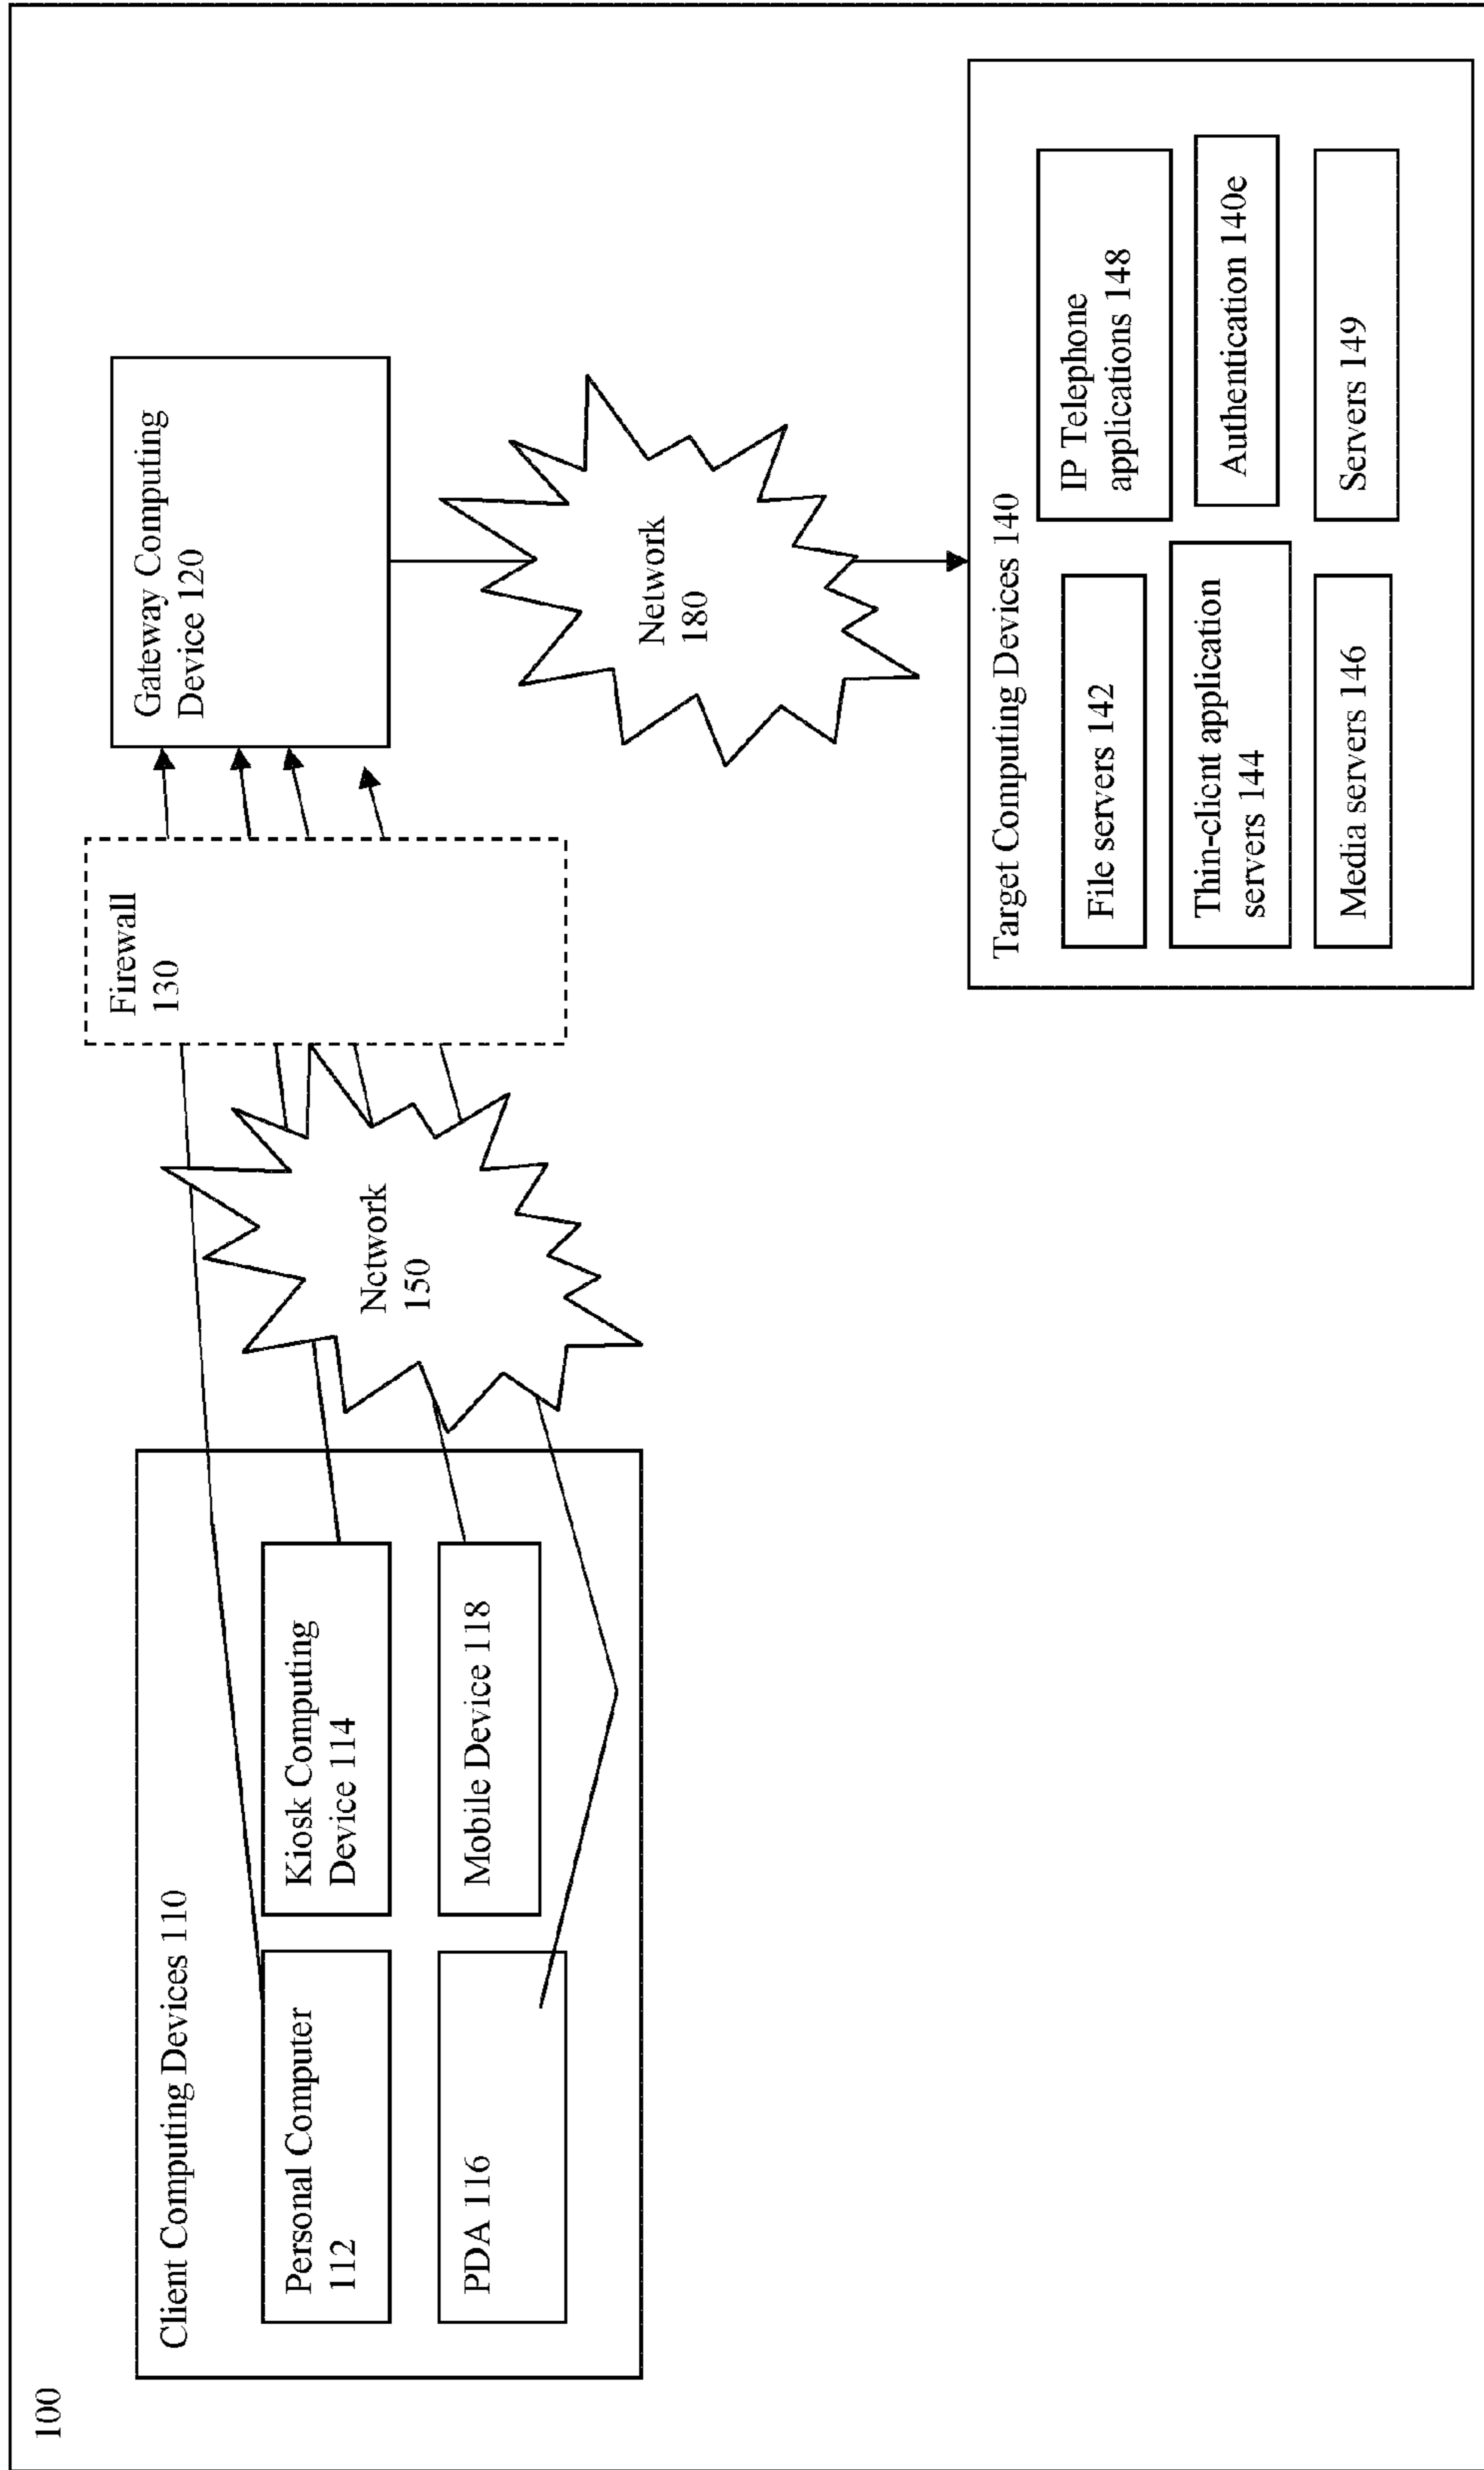 100
Client Computing Devices 110
Personal Computer
112
Kiosk Computing
Device 114
PDA 116
Mobile Device 118
Network
150
Firewall
130
Gateway Computing
Device 120
Network
180
Target Computing Devices 140
File servers 142
IP Telephone
applications 148
Thin-client application
servers 144
Authentication 140e
Media servers 146
Servers 149